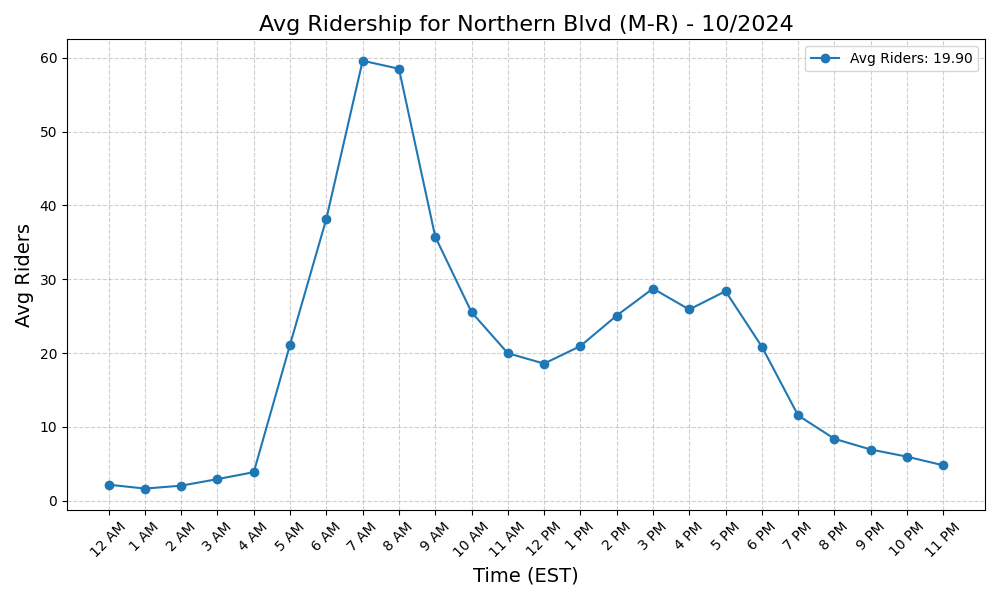 Avg Ridership for Northern Blvd (M-R) - 10/2024
Avg Riders: 19.90
Avg Riders
60
50
40
30
20
10
0
12 AM
1 AM
2 AM
3 AM
4 AM
5 AM
6 AM
7 AM
8 AM
9 AM
10 AM
11 AM
12 PM
1 PM
2 PM
3 PM
4 PM
5 PM
6 PM
7 PM
8 PM
9 PM
10 PM
11 PM
Time (EST)